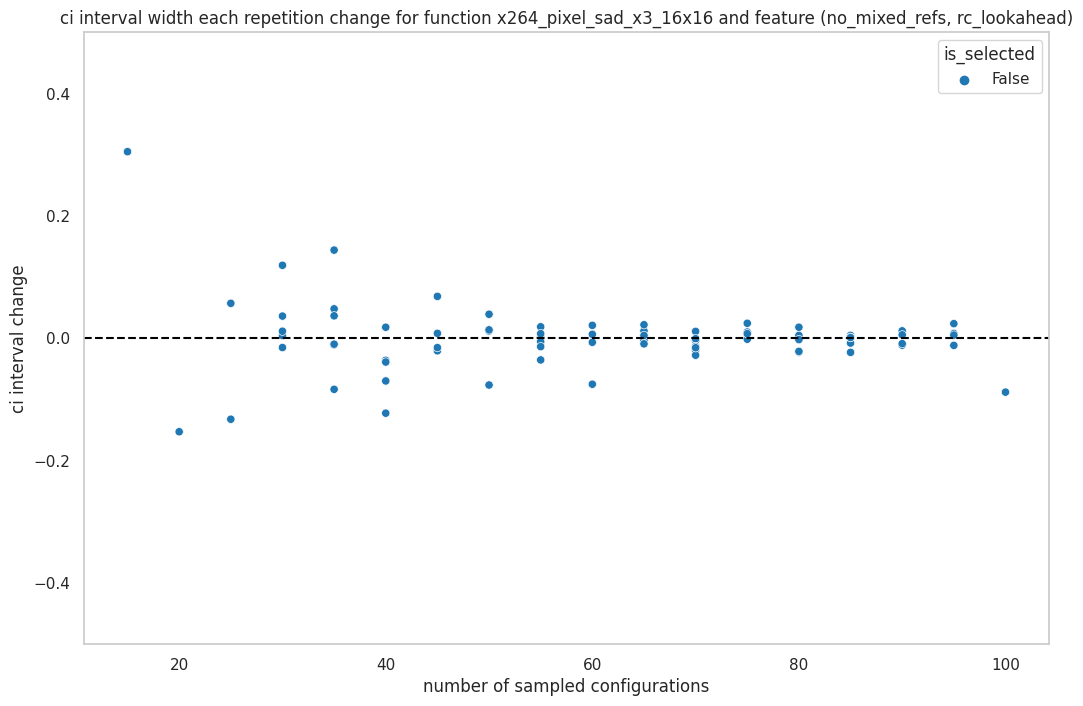 ci interval width each repetition change for function x264_pixel_sad_x3_16x16 and feature (no_mixed_refs, rc_lookahead)
is_selected
False
ci interval change
0.4
0.2
0.0
−0.2
−0.4
20 40 60 80 100
number of sampled configurations